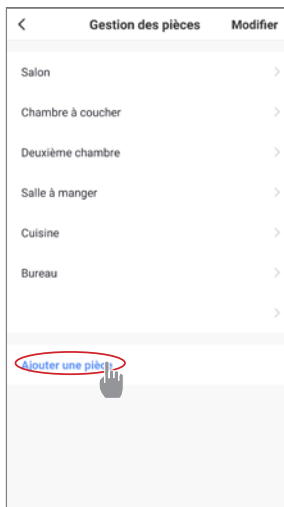 Gestion des pièces Modifier
Salon
Chambre à coucher
Deuxième chambre
Salle à manger
Cuisine
Bureau
Ajouter une pièce